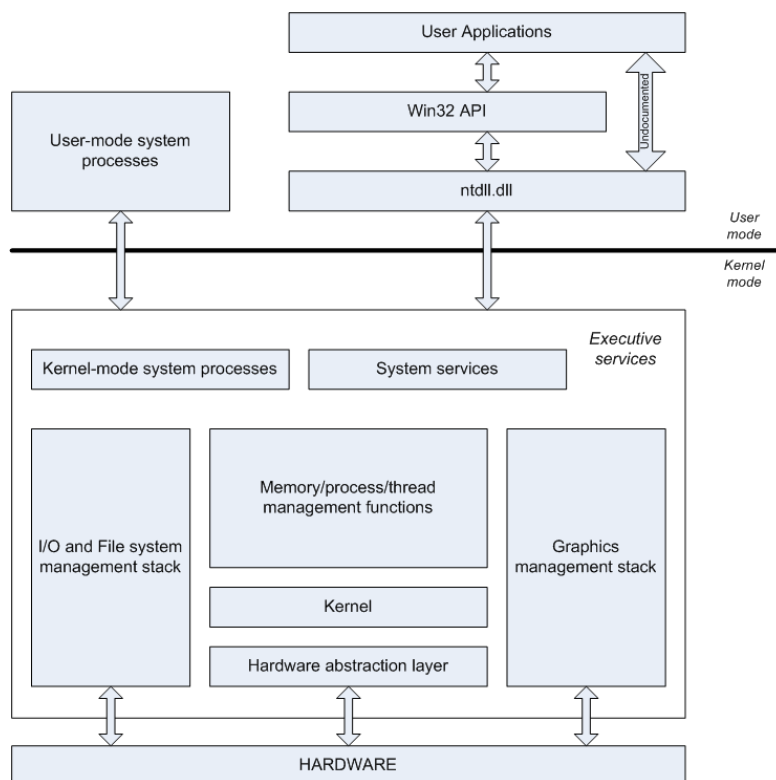 User Applications
Win32 API
Undocumented
User-mode system
processes
ntdll.dll
User
mode
Kernel
mode
Executive
services
Kernel-mode system processes
System services
I/O and File system
management stack
Memory/process/thread
management functions
Graphics
management stack
Kernel
Hardware abstraction layer
HARDWARE